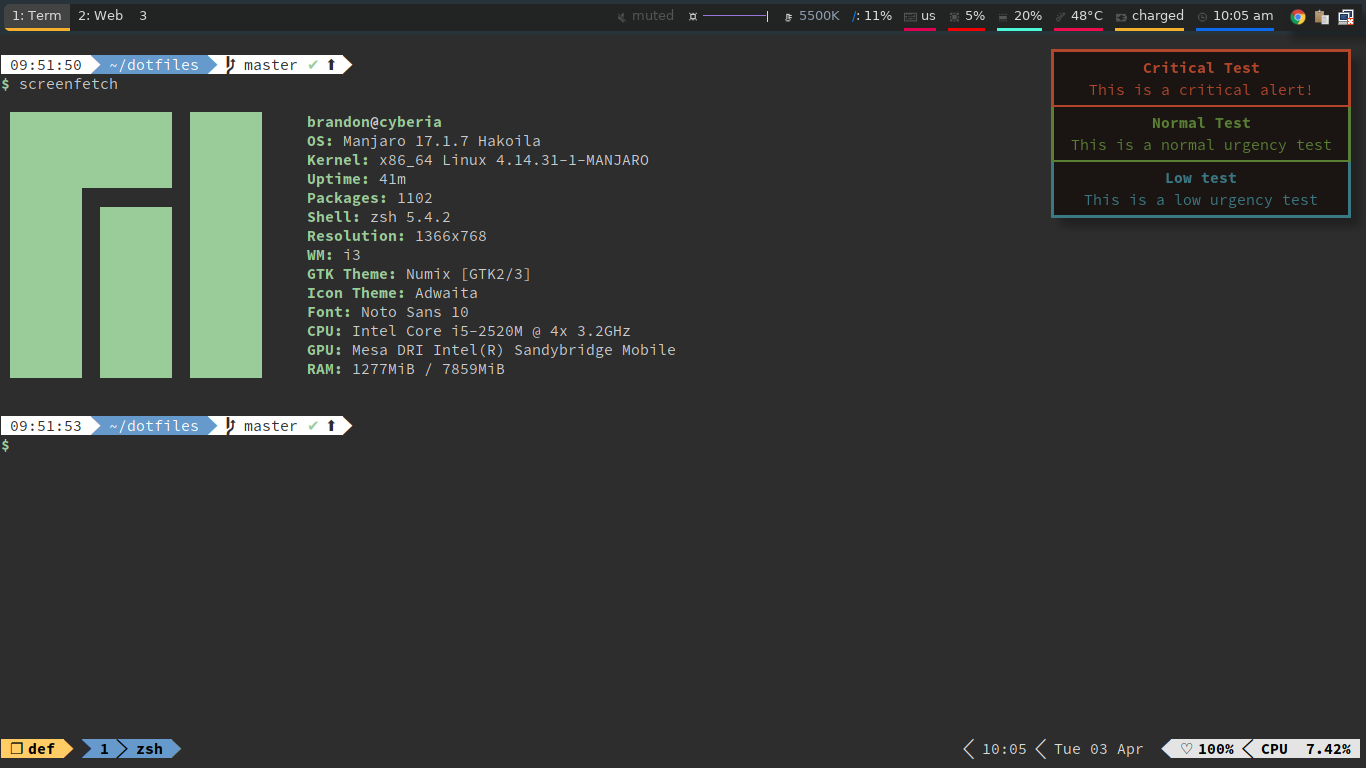 1: Term 2: Web 3 muted 5500K /: 11% us 5% 20% 48°C charged 10:05 am
09:51:50 ~/dotfiles master ✔
$ screenfetch
brandon@cyberia
OS: Manjaro 17.1.7 Hakoila
Kernel: x86_64 Linux 4.14.31-1-MANJARO
Uptime: 41m
Packages: 1102
Shell: zsh 5.4.2
Resolution: 1366x768
WM: i3
GTK Theme: Numix [GTK2/3]
Icon Theme: Adwaita
Font: Noto Sans 10
CPU: Intel Core i5-2520M @ 4x 3.2GHz
GPU: Mesa DRI Intel(R) Sandybridge Mobile
RAM: 1277MiB / 7859MiB
Critical Test
This is a critical alert!
Normal Test
This is a normal urgency test
Low test
This is a low urgency test
09:51:53 ~/dotfiles master ✔ ⬆
$
❐ def 1 zsh 10:05 Tue 03 Apr ♡ 100% CPU 7.42%